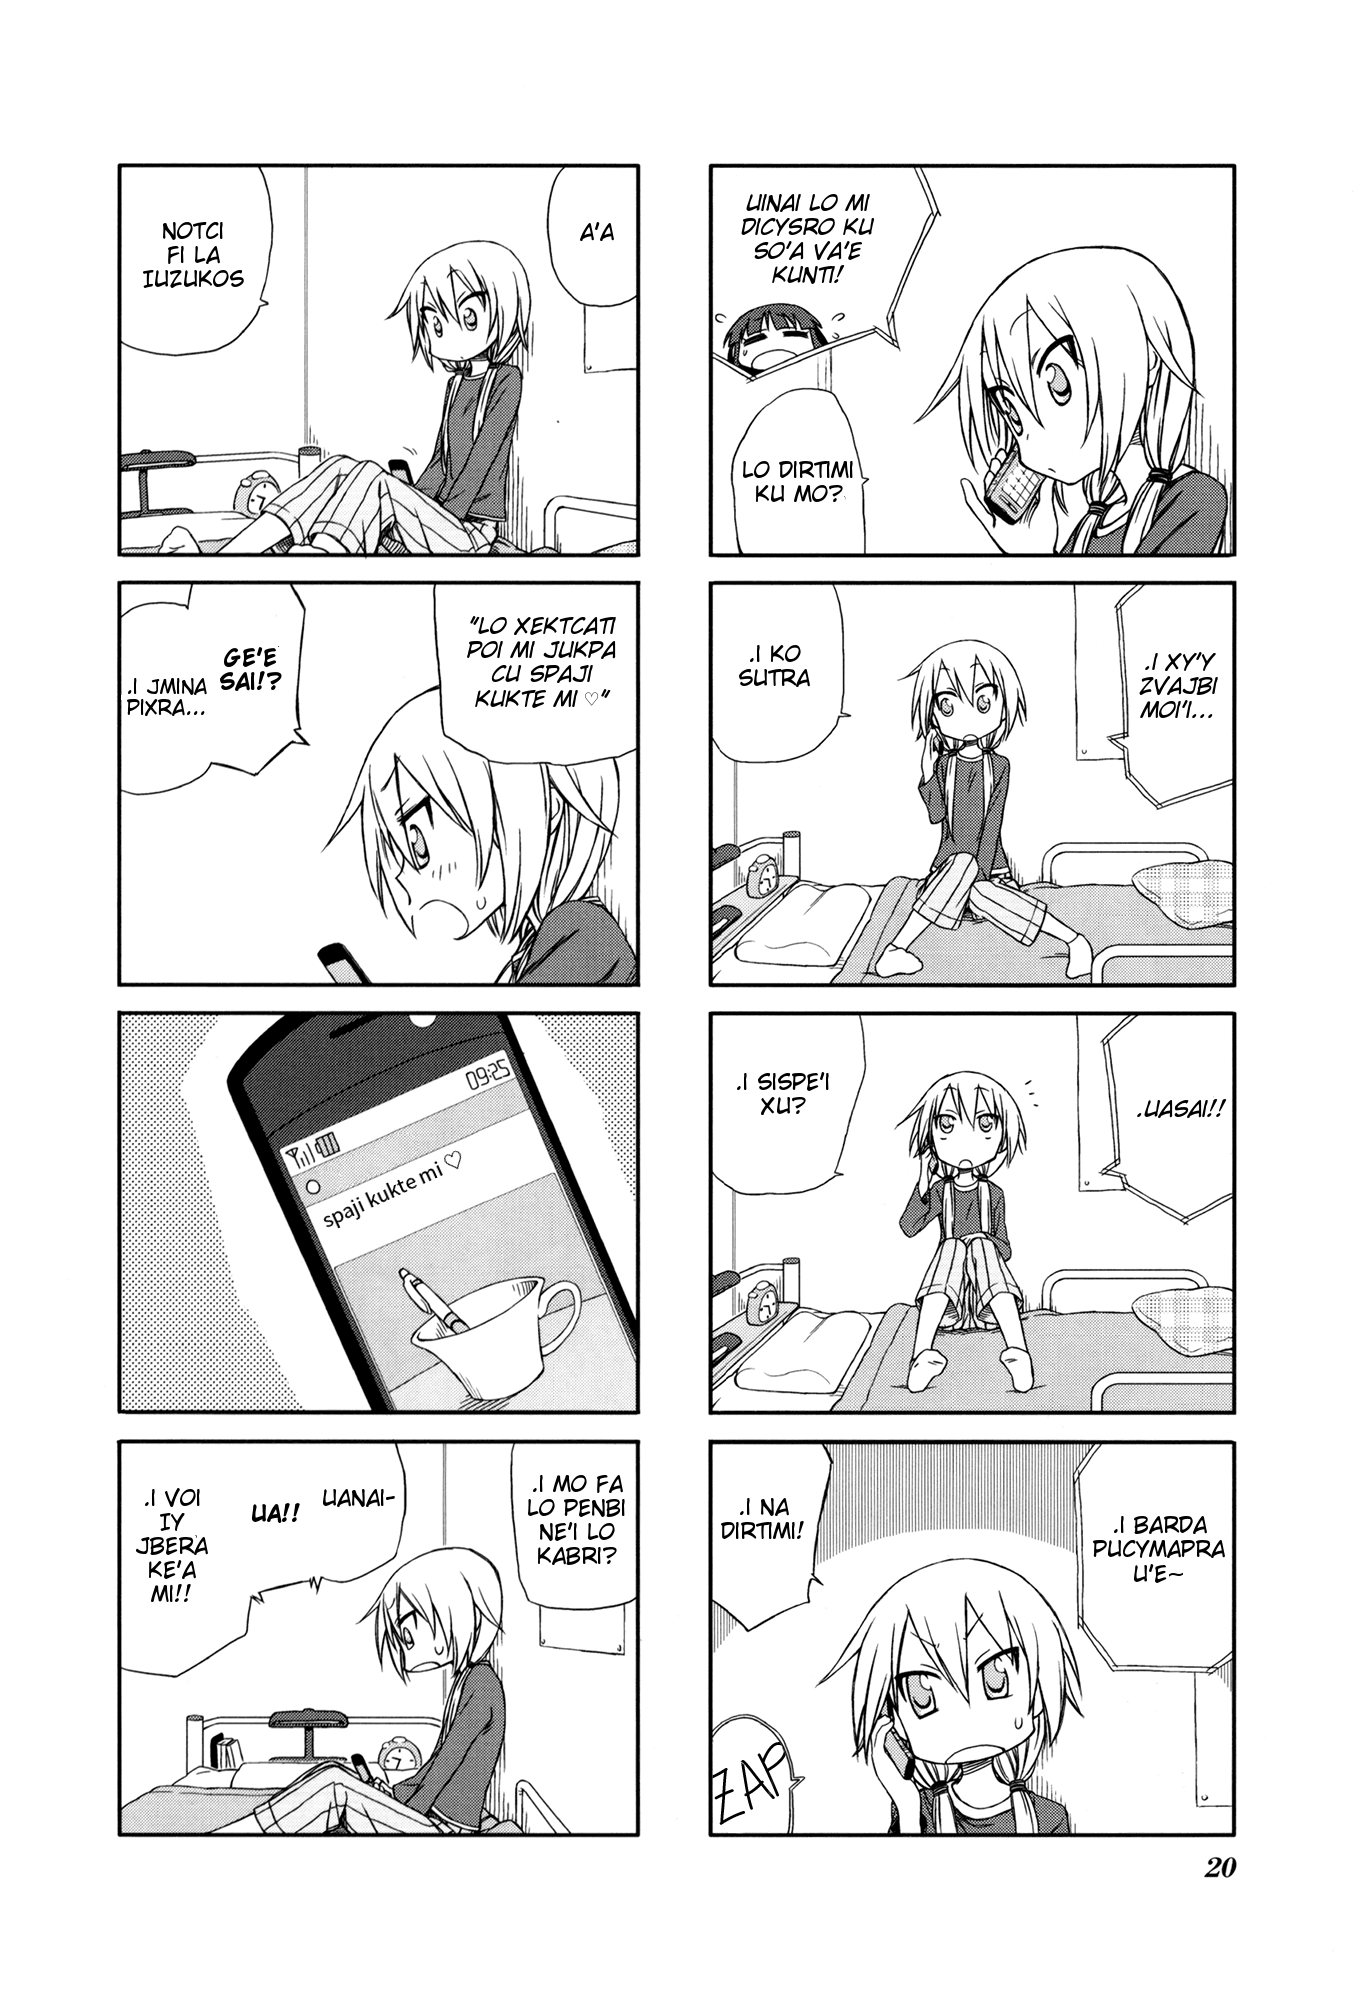 UINAI LO MI
DICYSRO KU
SO'A VA'E
KUNTI!
LO DIRTIMI
KU MO?
.I XY'Y
ZVAJBI
MOI'I...
.I KO
SUTRA
.UASAI!!
.I SISPE'I
XU?
.I BARDA
PUCYMAPRA
U'E~
.I NA
DIRTIMI!
ZAP
A'A
NOTCI
FI LA
IUZUKOS
"LO XEKTCATI
POI MI JUKPA
CU SPAJI
KUKTE MI ♡"
GE'E
SAI!?
.I JMINA
PIXRA...
09:25
spaji kukte mi ♡
.I MO FA
LO PENBI
NE'I LO
KABRI?
UANAI-
UA!!
.I VOI
IY
JBERA
KE'A
MI!!
20